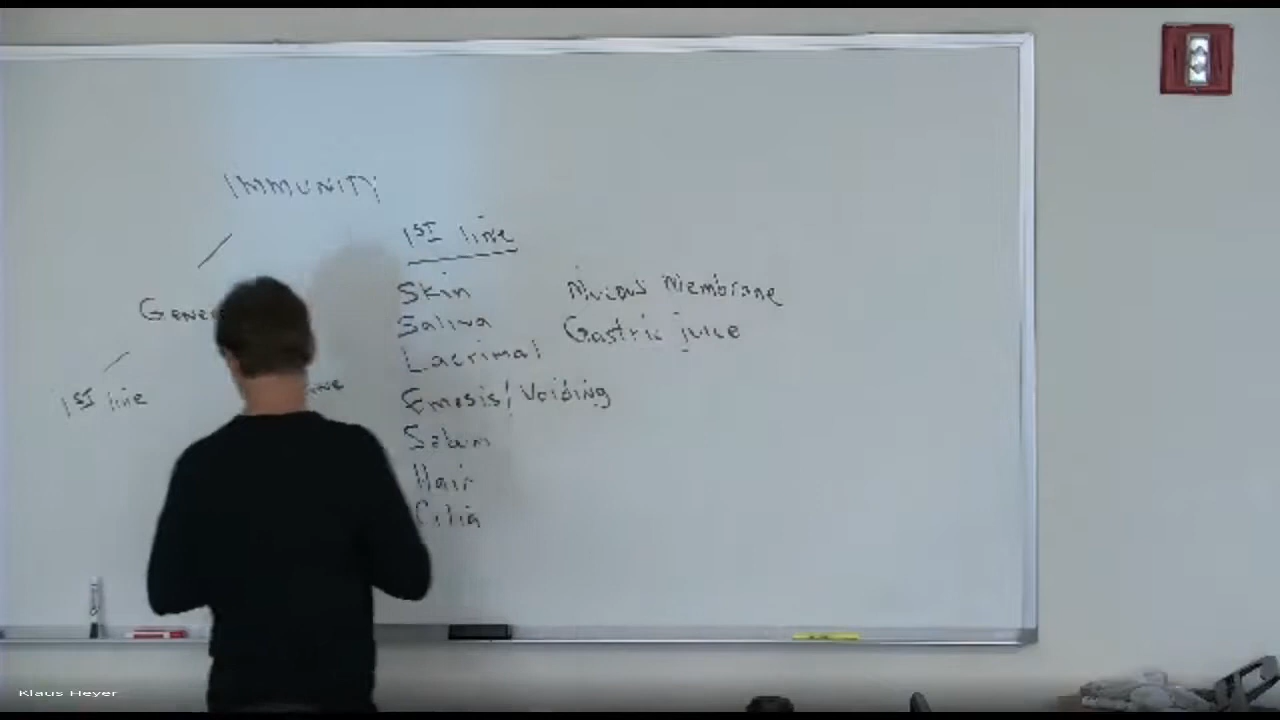 IMMUNITY
1ST line
Skin Mucous Membrane
Saliva Gastric juice
Lacrimal
Emesis/Voiding
Sebum
Hair
Cilia
1ST line
Klaus Heyer